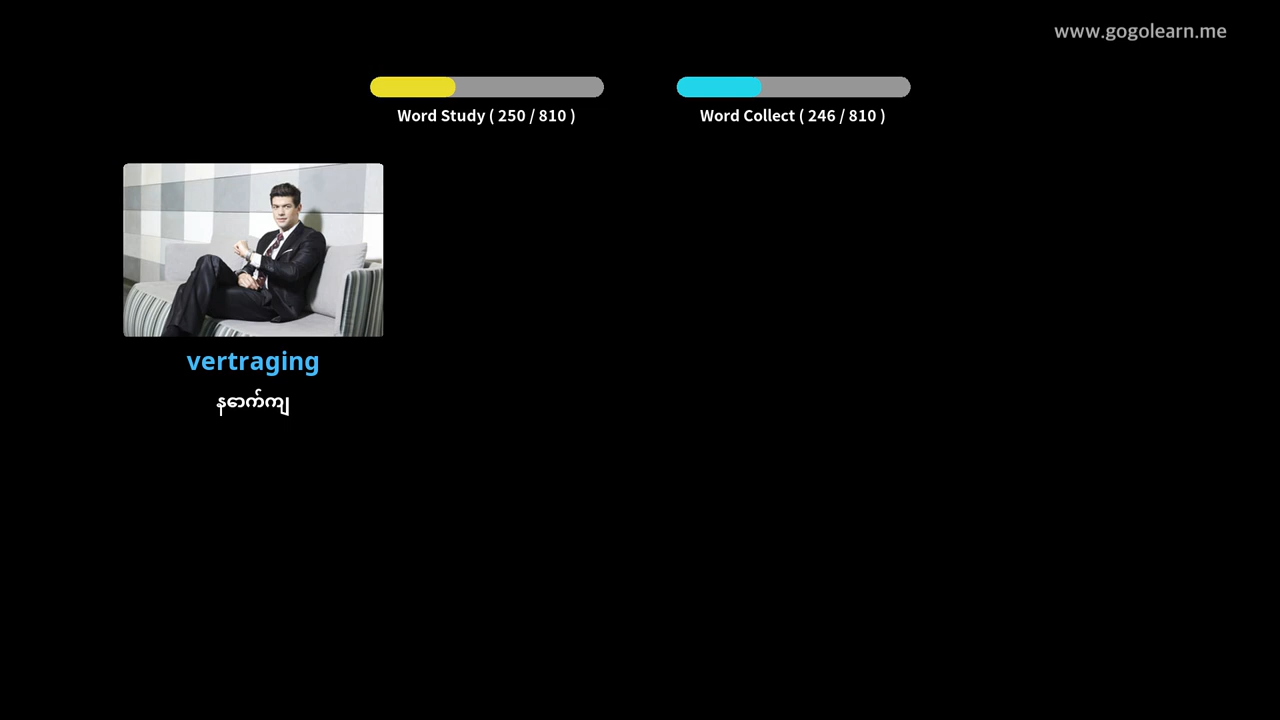 www.gogolearn.me
Word Study ( 250 / 810 )
Word Collect ( 246 / 810 )
vertraging
နောက်ကျ